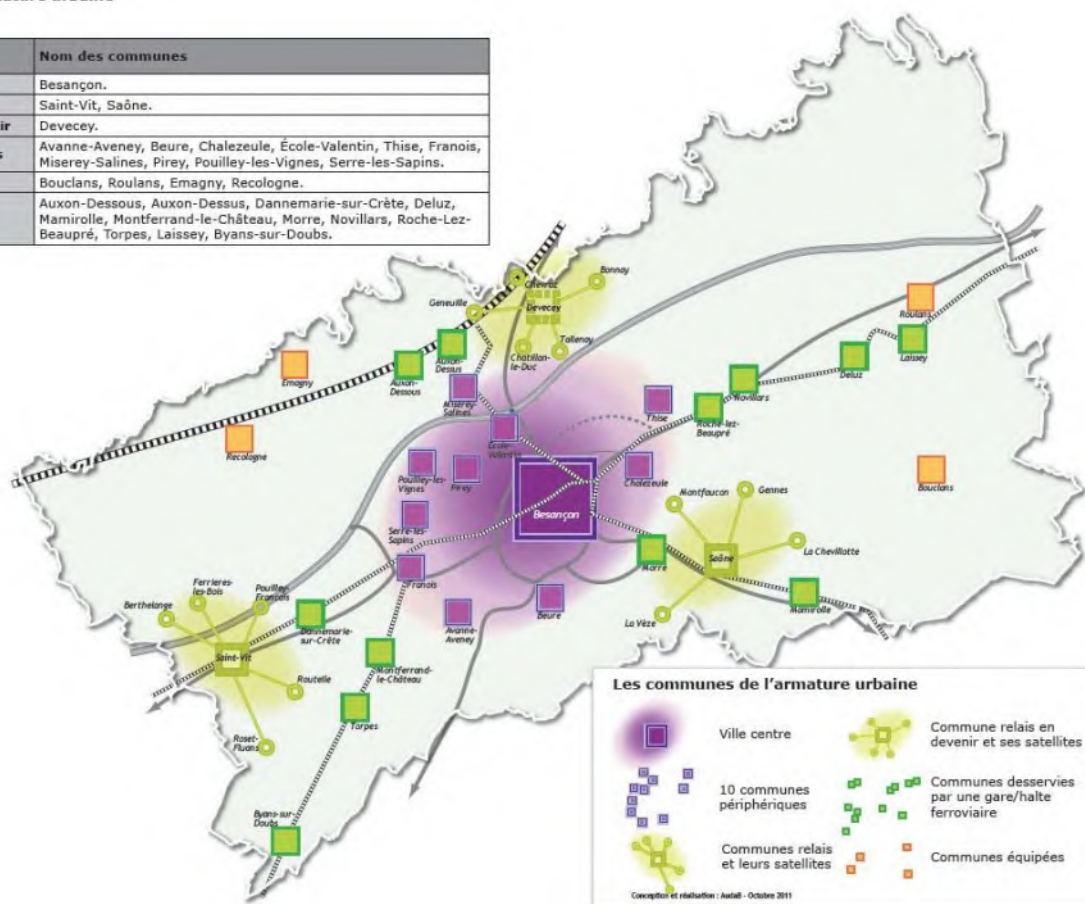 Nom des communes
Besançon.
Saint-Vit, Saône.
Devecey.
Avanne-Aveney, Beure, Chalezeule, École-Valentin, Thise, Franois,
Miserey-Salines, Pirey, Pouilley-les-Vignes, Serre-les-Sapins.
Bouclans, Roulans, Emagny, Recologne.
Auxon-Dessous, Auxon-Dessus, Dannemarie-sur-Crète, Deluz,
Mamirolle, Montferrand-le-Château, Morre, Novillars, Roche-Lez-
Beaupré, Torpes, Laissey, Byans-sur-Doubs.
Bonnay
Geneuille
Devecey
Tallenay
Chatillon-
le-Duc
Roulans
Laissey
Deluz
Novillars
Roche-lez-
Beaupré
Auxon-
Dessus
Auxon-
Dessous
Emagny
Recologne
Miserey-
Salines
École-
Valentin
Thise
Chalezeule
Pouilley-les-
Vignes
Pirey
Besançon
Bouclans
Montfaucon
Gennes
La Chevillotte
Saône
Morre
Mamirolle
La Vèze
Serre-les-
Sapins
Franois
Avanne-
Aveney
Beure
Ferrieres-
les-Bois
Pouilley-
Francois
Berthelange
Saint-Vit
Dannemarie-
sur-Crête
Routelle
Roset-
Fluans
Montferrand-
le-Château
Torpes
Byans-sur-
Doubs
Les communes de l'armature urbaine
Ville centre
10 communes
périphériques
Communes relais
et leurs satellites
Commune relais en
devenir et ses satellites
Communes desservies
par une gare/halte
ferroviaire
Communes équipées
Conception et réalisation : AudaB - Octobre 2011